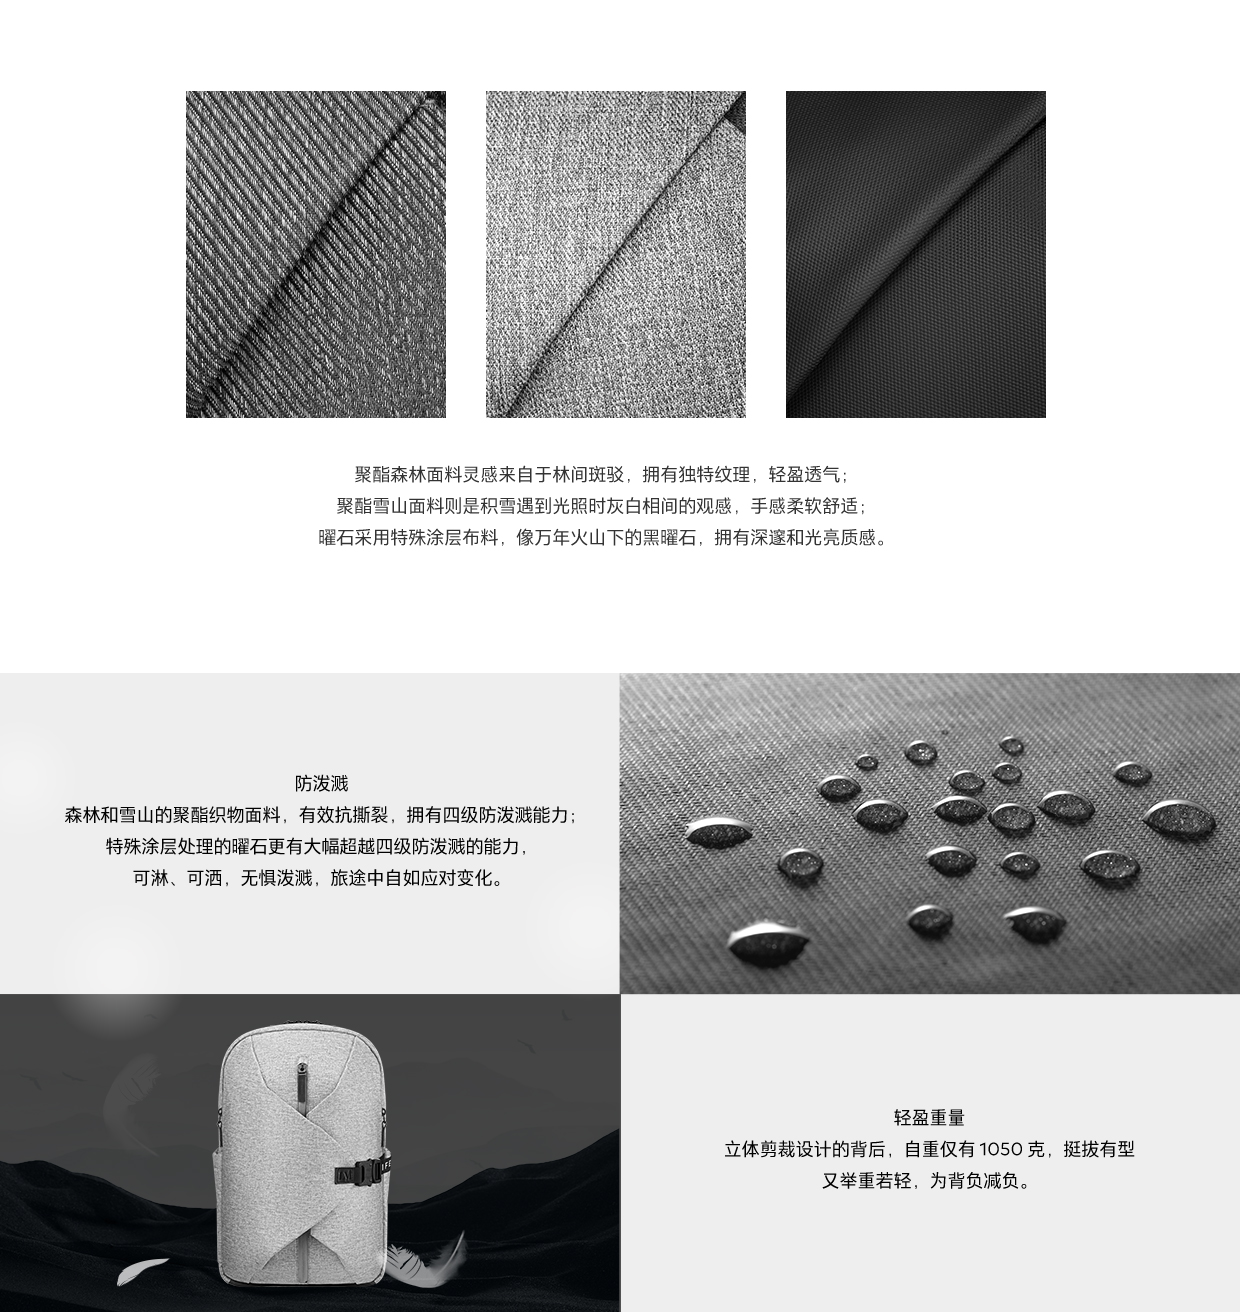 聚酯森林面料灵感来自于林间斑驳，拥有独特纹理，轻盈透气；
聚酯雪山面料则是积雪遇到光照时灰白相间的观感，手感柔软舒适；
曜石采用特殊涂层布料，像万年火山下的黑曜石，拥有深邃和光亮质感。
防泼溅
森林和雪山的聚酯织物面料，有效抗撕裂，拥有四级防泼溅能力；
特殊涂层处理的曜石更有大幅超越四级防泼溅的能力，
可淋、可洒，无惧泼溅，旅途中自如应对变化。
轻盈重量
立体剪裁设计的背后，自重仅有 1050 克，挺拔有型
又举重若轻，为背负减负。